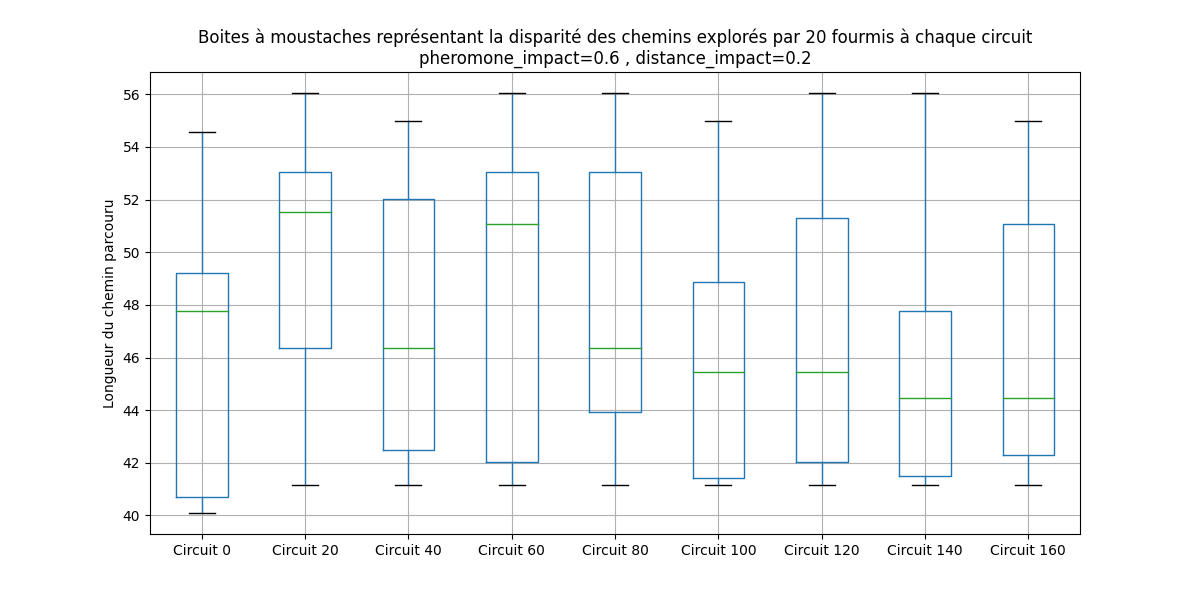 Boites à moustaches représentant la disparité des chemins explorés par 20 fourmis à chaque circuit
pheromone_impact=0.6 , distance_impact=0.2
Longueur du chemin parcouru
56
54
52
50
48
46
44
42
40
Circuit 0 Circuit 20 Circuit 40 Circuit 60 Circuit 80 Circuit 100 Circuit 120 Circuit 140 Circuit 160